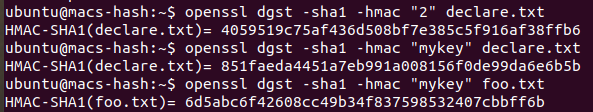 ubuntu@macs-hash:~$ openssl dgst -sha1 -hmac "2" declare.txt
HMAC-SHA1(declare.txt)= 4059519c75af436d508bf7e385c5f916af38ffb6
ubuntu@macs-hash:~$ openssl dgst -sha1 -hmac "mykey" declare.txt
HMAC-SHA1(declare.txt)= 851faeda4451a7eb991a008156f0de99da6e6b5b
ubuntu@macs-hash:~$ openssl dgst -sha1 -hmac "mykey" foo.txt
HMAC-SHA1(foo.txt)= 6d5abc6f42608cc49b34f837598532407cbbff6b